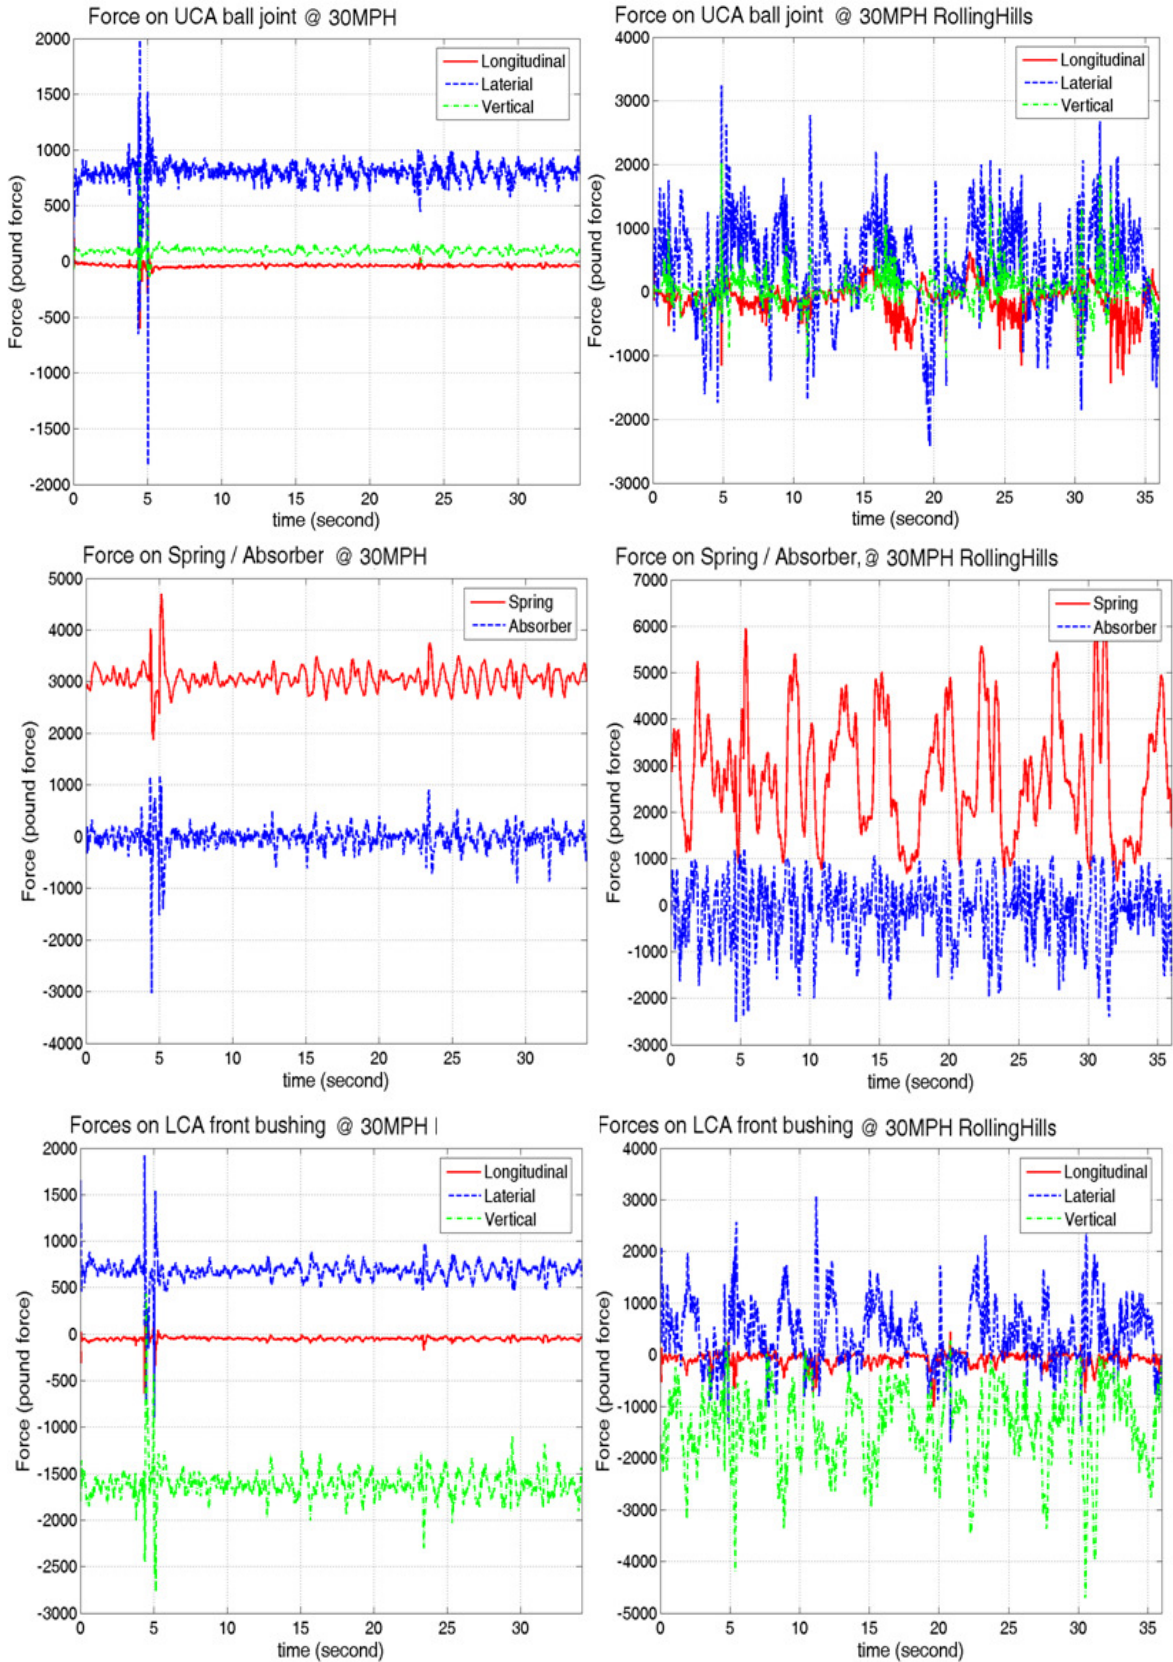 Force on UCA ball joint @ 30MPH
2000
1500
1000
500
0
-500
-1000
-1500
-2000
Force (pound force)
Longitudinal
Laterial
Vertical
0 5 10 15 20 25 30
time (second)
Force on UCA ball joint @ 30MPH RollingHills
4000
3000
2000
1000
0
-1000
-2000
-3000
Force (pound force)
Longitudinal
Laterial
Vertical
0 5 10 15 20 25 30 35
time (second)
Force on Spring / Absorber @ 30MPH
5000
4000
3000
2000
1000
0
-1000
-2000
-3000
-4000
Force (pound force)
Spring
Absorber
0 5 10 15 20 25 30
time (second)
Force on Spring / Absorber, @ 30MPH RollingHills
7000
6000
5000
4000
3000
2000
1000
0
-1000
-2000
-3000
Force (pound force)
Spring
Absorber
0 5 10 15 20 25 30 35
time (second)
Forces on LCA front bushing @ 30MPH |
2000
1500
1000
500
0
-500
-1000
-1500
-2000
-2500
-3000
Force (pound force)
Longitudinal
Laterial
Vertical
0 5 10 15 20 25 30
time (second)
Forces on LCA front bushing @ 30MPH RollingHills
4000
3000
2000
1000
0
-1000
-2000
-3000
-4000
-5000
Force (pound force)
Longitudinal
Laterial
Vertical
0 5 10 15 20 25 30 35
time (second)